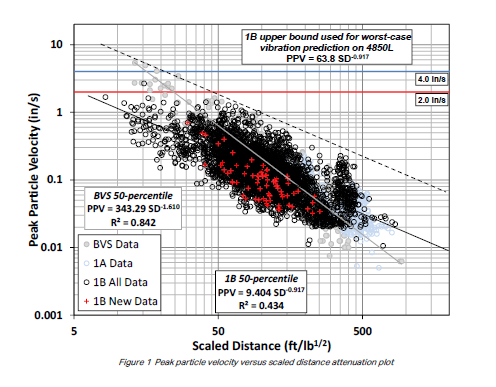 1B upper bound used for worst-case
vibration prediction on 4850L
PPV = 63.8 SD-0.917
10
1
0.1
0.01
0.001
Peak Particle Velocity (in/s)
4.0 in/s
2.0 in/s
BVS 50-percentile
PPV = 343.29 SD-1.610
R² = 0.842
BVS Data
1A Data
1B All Data
1B New Data
1B 50-percentile
PPV = 9.404 SD-0.917
R² = 0.434
5
50
500
Scaled Distance (ft/lb1/2)
Figure 1 Peak particle velocity versus scaled distance attenuation plot